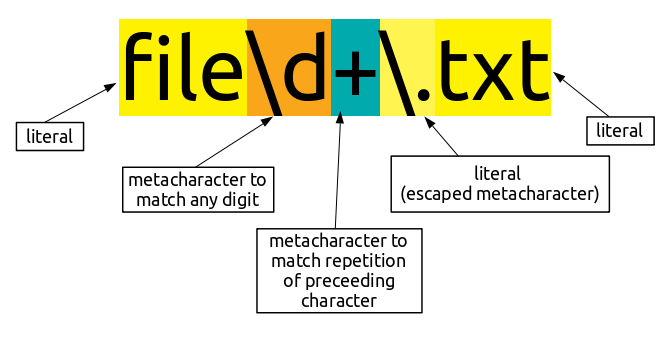 file\d+\.txt
literal
literal
metacharacter to
match any digit
literal
(escaped metacharacter)
metacharacter to
match repetition
of preceeding
character